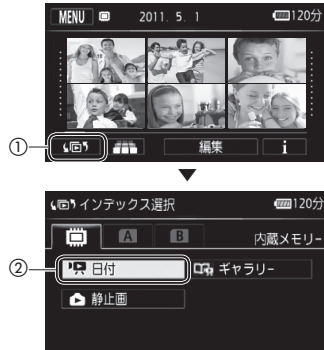 MENU 2011. 5. 1 120分
① 編集 i
インデックス選択 120分
A B 内蔵メモリー
② 日付 ギャラリー
静止画